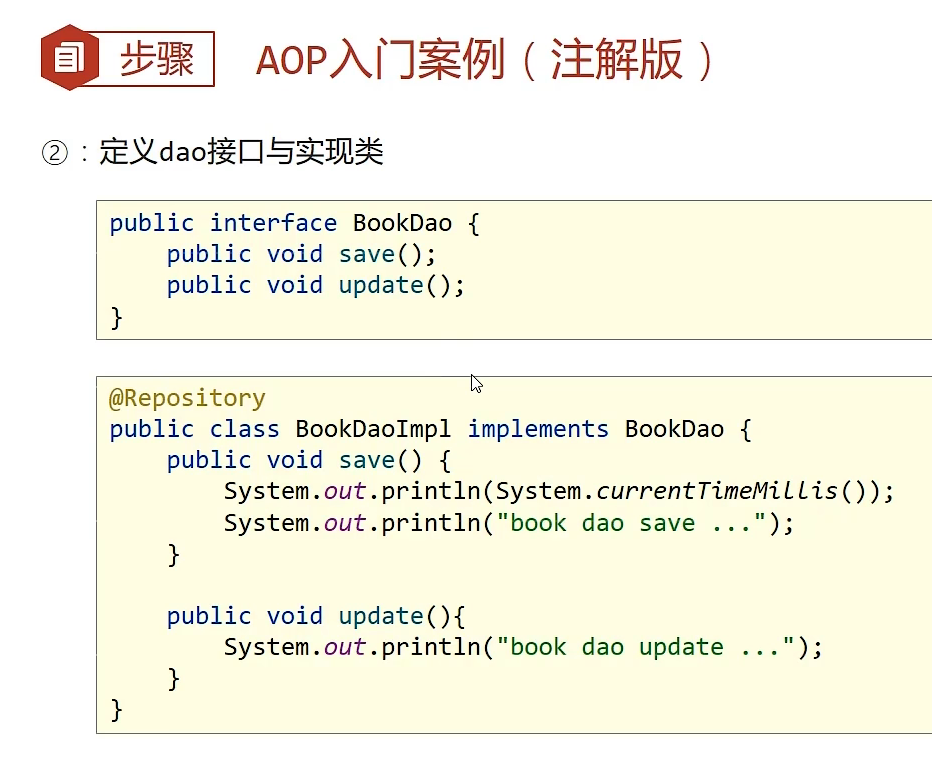 步骤
AOP入门案例（注解版）
②：定义dao接口与实现类
public interface BookDao {
    public void save();
    public void update();
}
@Repository
public class BookDaoImpl implements BookDao {
    public void save() {
        System.out.println(System.currentTimeMillis());
        System.out.println("book dao save ...");
    }
    public void update(){
        System.out.println("book dao update ...");
    }
}